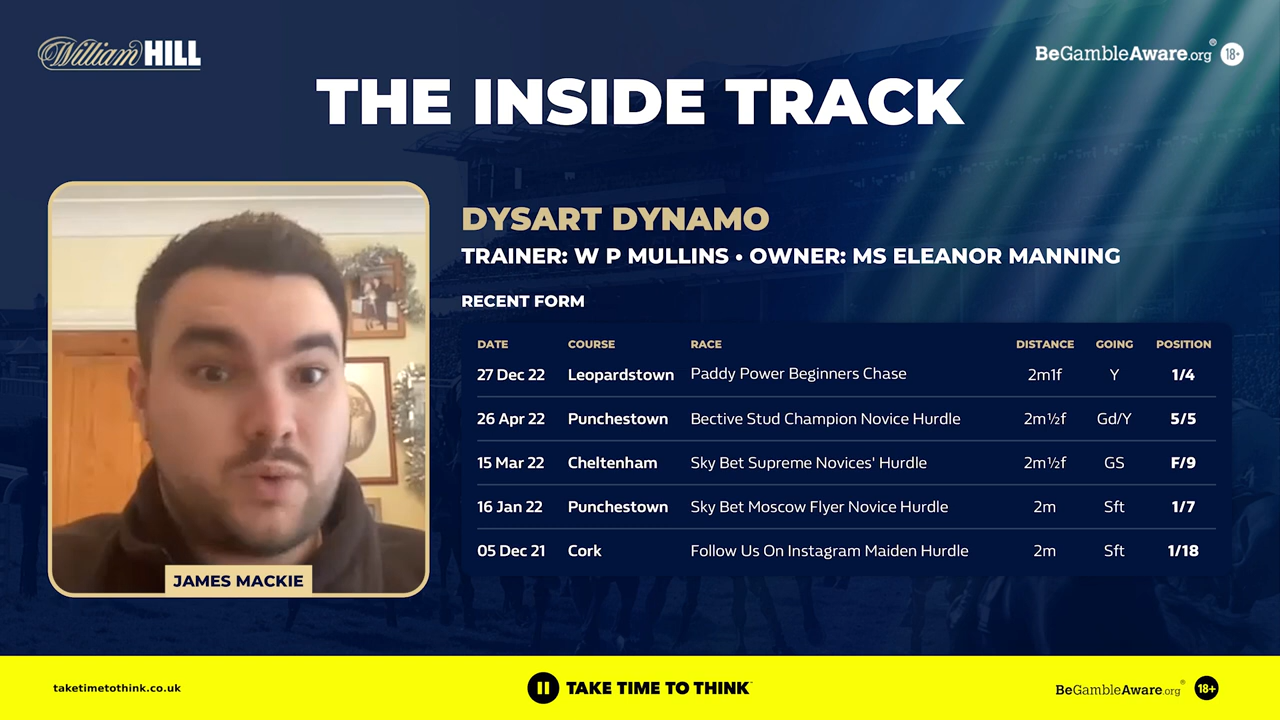 William HILL
BeGambleAware.org® 18+
THE INSIDE TRACK
DYSART DYNAMO
TRAINER: W P MULLINS • OWNER: MS ELEANOR MANNING
RECENT FORM
DATE COURSE RACE DISTANCE GOING POSITION
27 Dec 22 Leopardstown Paddy Power Beginners Chase 2m1f Y 1/4
26 Apr 22 Punchestown Bective Stud Champion Novice Hurdle 2m½f Gd/Y 5/5
15 Mar 22 Cheltenham Sky Bet Supreme Novices' Hurdle 2m½f GS F/9
16 Jan 22 Punchestown Sky Bet Moscow Flyer Novice Hurdle 2m Sft 1/7
05 Dec 21 Cork Follow Us On Instagram Maiden Hurdle 2m Sft 1/18
JAMES MACKIE
taketimetothink.co.uk
TAKE TIME TO THINK
BeGambleAware.org® 18+